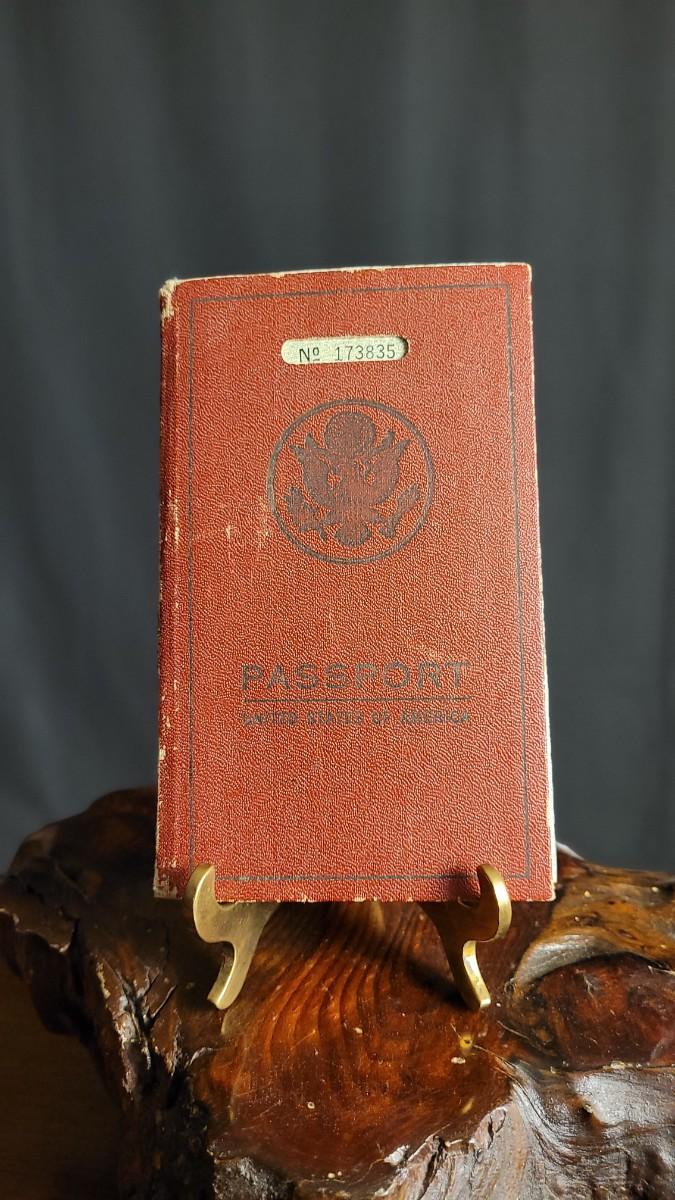 Nº 173835
PASSPORT
UNITED STATES OF AMERICA